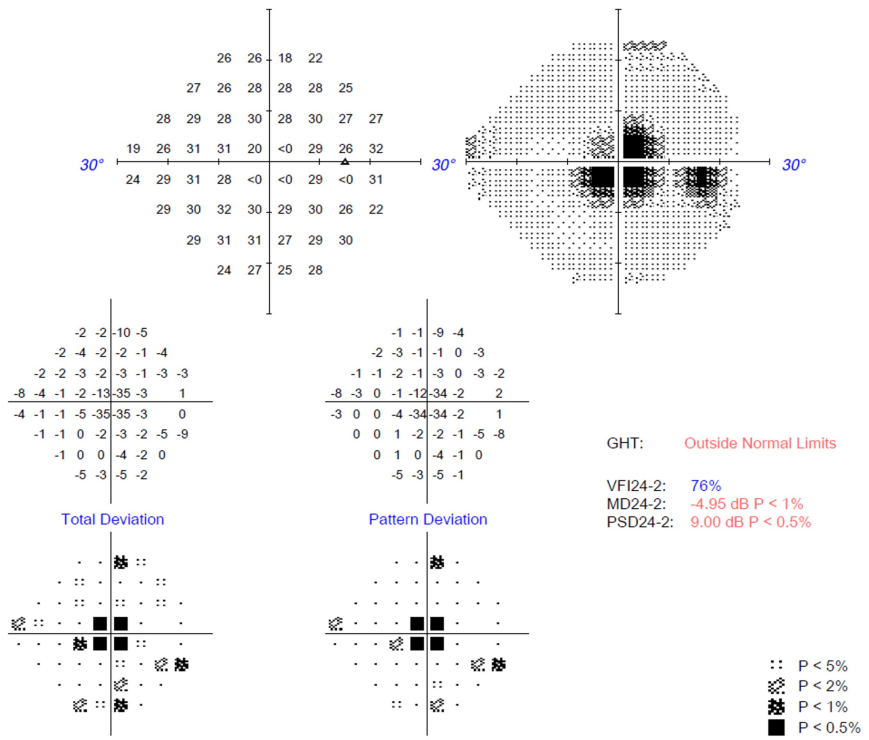 26 26 18 22
27 26 28 28 28 25
28 29 28 30 28 30 27 27
19 26 31 31 20 <0 29 26 32
30° 30° 30°
24 29 31 28 <0 <0 29 <0 31
29 30 32 30 29 30 26 22
29 31 31 27 29 30
24 27 25 28
-2 -2 -10 -5
-2 -4 -2 -2 -1 -4
-2 -2 -3 -2 -3 -1 -3 -3
-8 -4 -1 -2 -13 -35 -3 1
-4 -1 -1 -5 -35 -35 -3 0
-1 -1 0 -2 -3 -2 -5 -9
-1 0 0 -4 -2 0
-5 -3 -5 -2
Total Deviation
-1 -1 -9 -4
-2 -3 -1 -1 0 -3
-1 -1 -2 -1 -3 0 -3 -2
-8 -3 0 -1 -12 -34 -2 2
-3 0 0 -4 -34 -34 -2 1
0 0 1 -2 -2 -1 -5 -8
0 1 0 -4 -1 0
-5 -3 -5 -1
Pattern Deviation
GHT: Outside Normal Limits
VFI24-2: 76%
MD24-2: -4.95 dB P < 1%
PSD24-2: 9.00 dB P < 0.5%
P < 5%
P < 2%
P < 1%
P < 0.5%